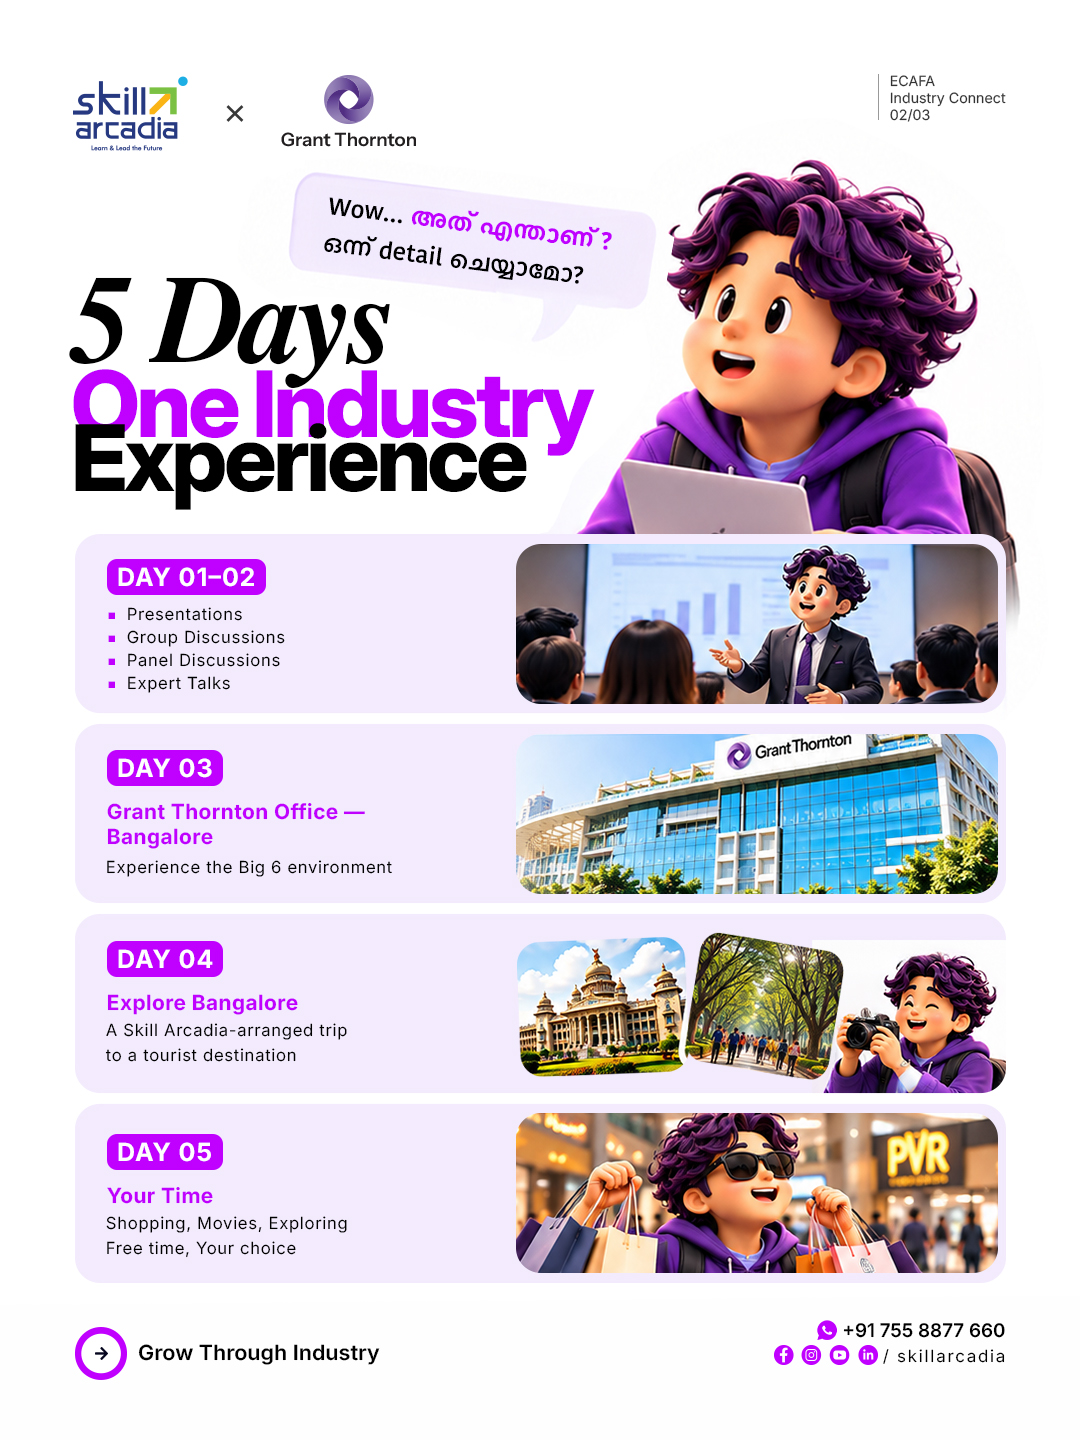 skill
arcadia
Learn & Lead the Future
×
Grant Thornton
ECAFA
Industry Connect
02/03
Wow... അത് എന്താണ് ?
ഒന്ന് detail ചെയ്യാമോ?
5 Days
One Industry
Experience
DAY 01–02
Presentations
Group Discussions
Panel Discussions
Expert Talks
DAY 03
Grant Thornton Office —
Bangalore
Experience the Big 6 environment
Grant Thornton
DAY 04
Explore Bangalore
A Skill Arcadia-arranged trip
to a tourist destination
DAY 05
Your Time
Shopping, Movies, Exploring
Free time, Your choice
PVR
Grow Through Industry
+91 755 8877 660
/ skillarcadia